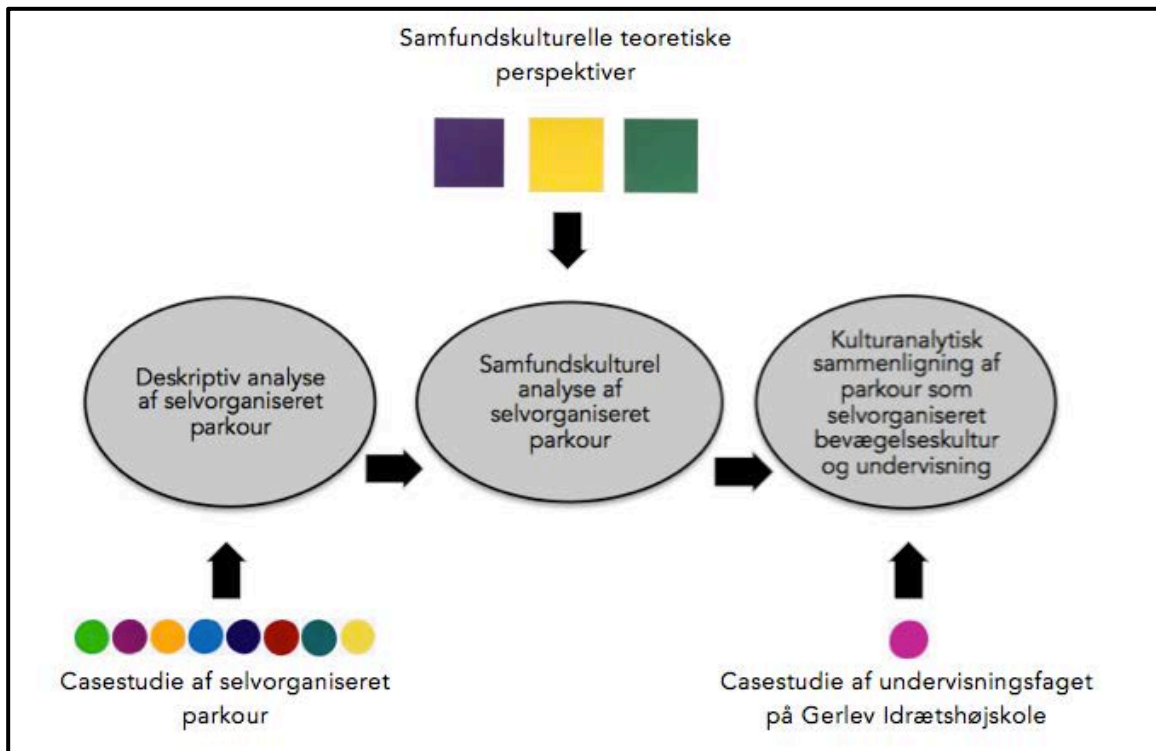 Samfundskulturelle teoretiske
perspektiver
Deskriptiv analyse
af selvorganiseret
parkour
Samfundskulturel
analyse af
selvorganiseret
parkour
Kulturanalytisk
sammenligning af
parkour som
selvorganiseret
bevægelseskultur
og undervisning
Casestudie af selvorganiseret
parkour
Casestudie af undervisningsfaget
på Gerlev Idrætshøjskole